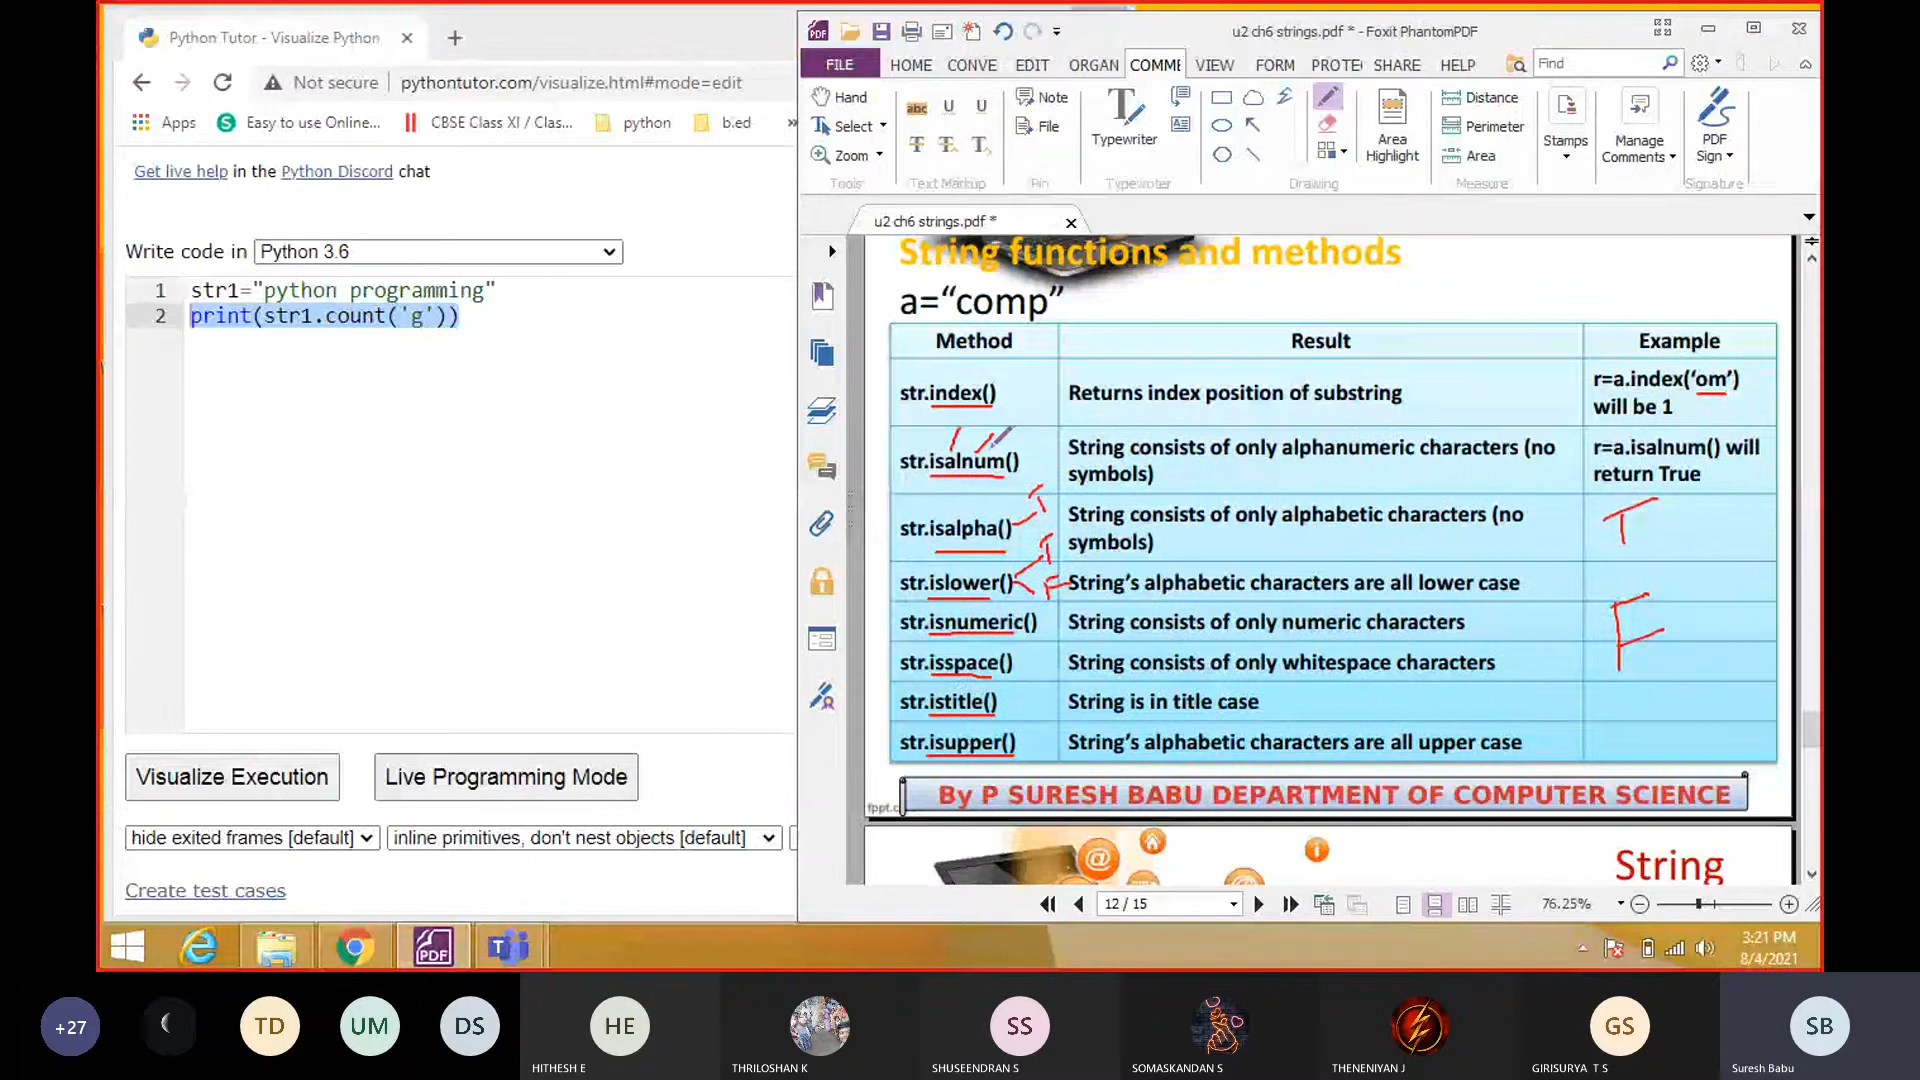 Python Tutor - Visualize Python
Not secure
pythontutor.com/visualize.html#mode=edit
Apps
Easy to use Online...
CBSE Class XI / Clas...
python
b.ed
»
Get live help in the Python Discord chat
Write code in
Python 3.6
1 str1="python programming"
2 print(str1.count('g'))
Visualize Execution
Live Programming Mode
hide exited frames [default]
inline primitives, don't nest objects [default]
Create test cases
PDF
u2 ch6 strings.pdf * - Foxit PhantomPDF
FILE HOME CONVE EDIT ORGAN COMME VIEW FORM PROTE SHARE HELP
Find
Hand
Select
Zoom
Tools
abc U U
T T T
Text Markup
Note
File
Pin
Typewriter
Typewriter
Drawing
Area
Highlight
Distance
Perimeter
Area
Measure
Stamps
Manage
Comments
PDF
Sign
Signature
u2 ch6 strings.pdf *
String functions and methods
a=“comp”
Method Result Example
str.index() Returns index position of substring r=a.index(‘om’)
will be 1
str.isalnum() String consists of only alphanumeric characters (no
symbols)
r=a.isalnum() will
return True
str.isalpha() String consists of only alphabetic characters (no
symbols)
T
T
str.islower() String’s alphabetic characters are all lower case
T
F
str.isnumeric() String consists of only numeric characters
F
str.isspace() String consists of only whitespace characters
str.istitle() String is in title case
str.isupper() String’s alphabetic characters are all upper case
By P SURESH BABU DEPARTMENT OF COMPUTER SCIENCE
String
12 / 15
76.25%
PDF
3:21 PM
8/4/2021
+27
TD
UM
DS
HE
SS
GS
SB
HITHESH E
THRILOSHAN K
SHUSEENDRAN S
SOMASKANDAN S
THENENIYAN J
GIRISURYA T S
Suresh Babu